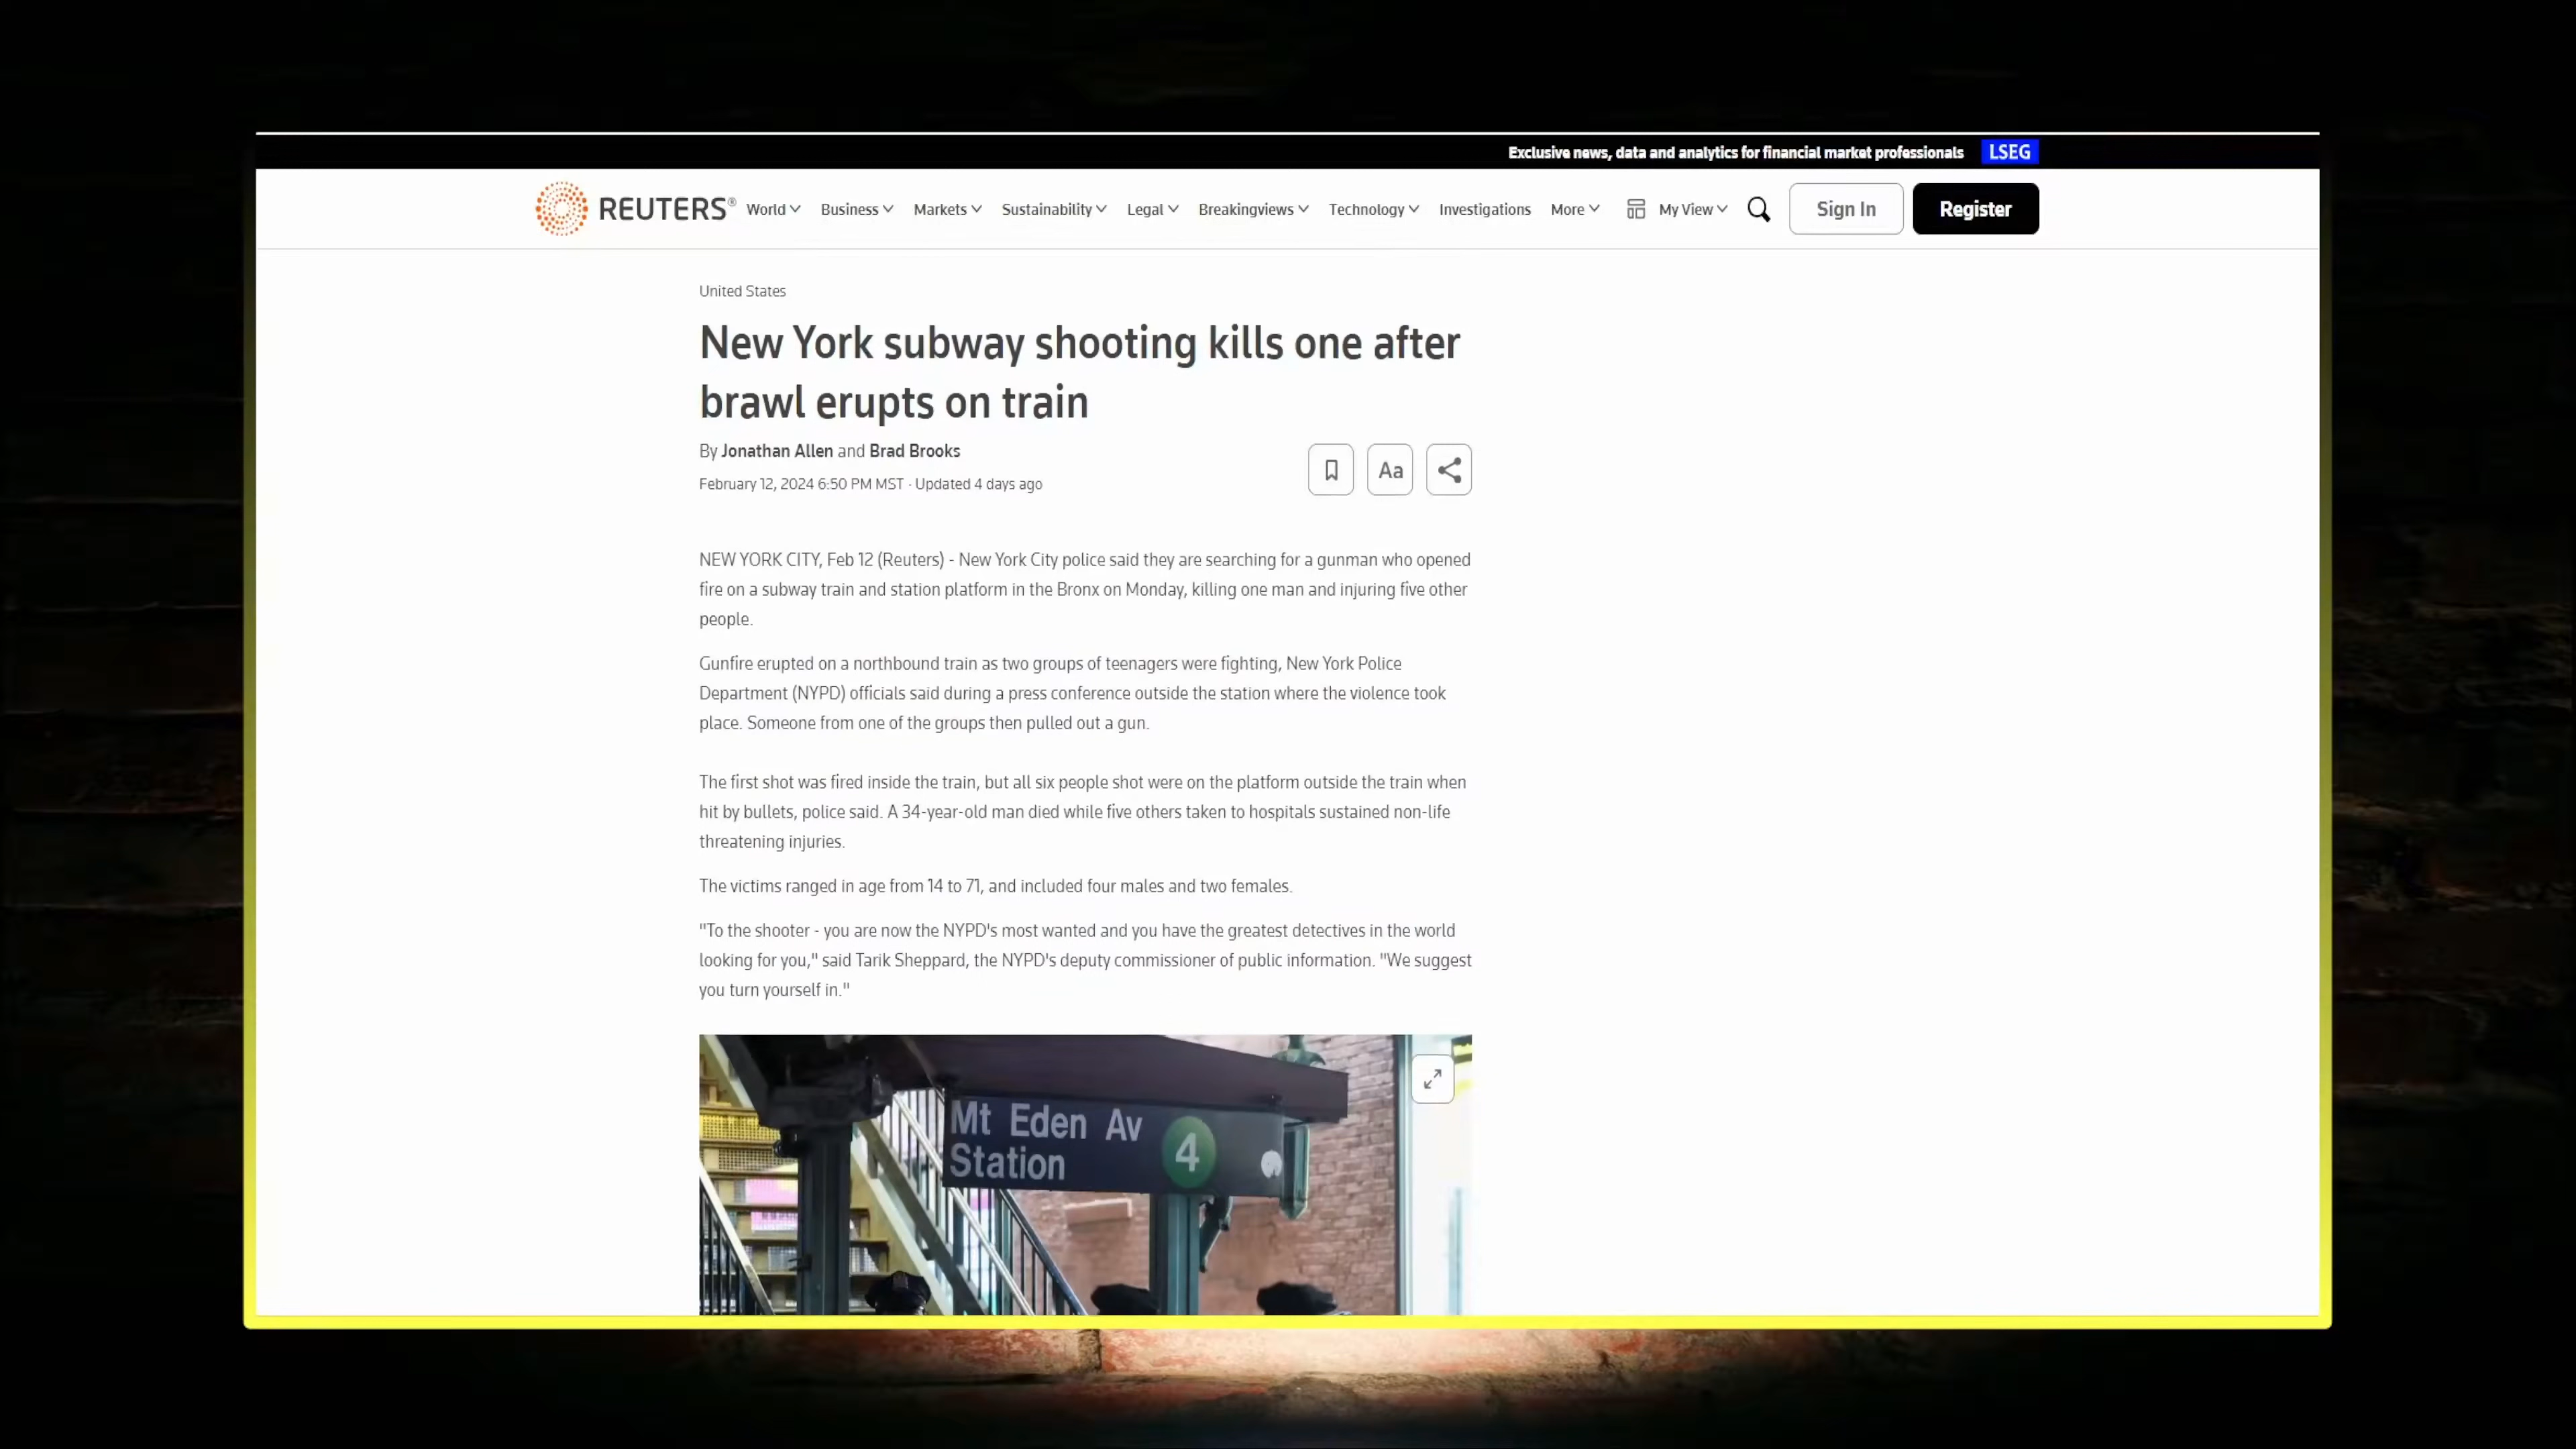 Exclusive news, data and analytics for financial market professionals LSEG
REUTERS® World Business Markets Sustainability Legal Breakingviews Technology Investigations More My View Sign In Register
United States
New York subway shooting kills one after
brawl erupts on train
By Jonathan Allen and Brad Brooks
February 12, 2024 6:50 PM MST · Updated 4 days ago
Aa
NEW YORK CITY, Feb 12 (Reuters) - New York City police said they are searching for a gunman who opened
fire on a subway train and station platform in the Bronx on Monday, killing one man and injuring five other
people.
Gunfire erupted on a northbound train as two groups of teenagers were fighting, New York Police
Department (NYPD) officials said during a press conference outside the station where the violence took
place. Someone from one of the groups then pulled out a gun.
The first shot was fired inside the train, but all six people shot were on the platform outside the train when
hit by bullets, police said. A 34-year-old man died while five others taken to hospitals sustained non-life
threatening injuries.
The victims ranged in age from 14 to 71, and included four males and two females.
"To the shooter - you are now the NYPD's most wanted and you have the greatest detectives in the world
looking for you," said Tarik Sheppard, the NYPD's deputy commissioner of public information. "We suggest
you turn yourself in."
Mt Eden Av
Station 4